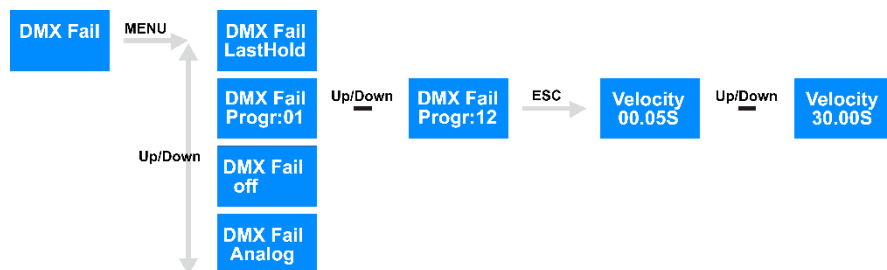 DMX Fail
MENU
DMX Fail
LastHold
DMX Fail
Progr:01
Up/Down
DMX Fail
Progr:12
ESC
Velocity
00.05S
Up/Down
Velocity
30.00S
Up/Down
DMX Fail
off
DMX Fail
Analog